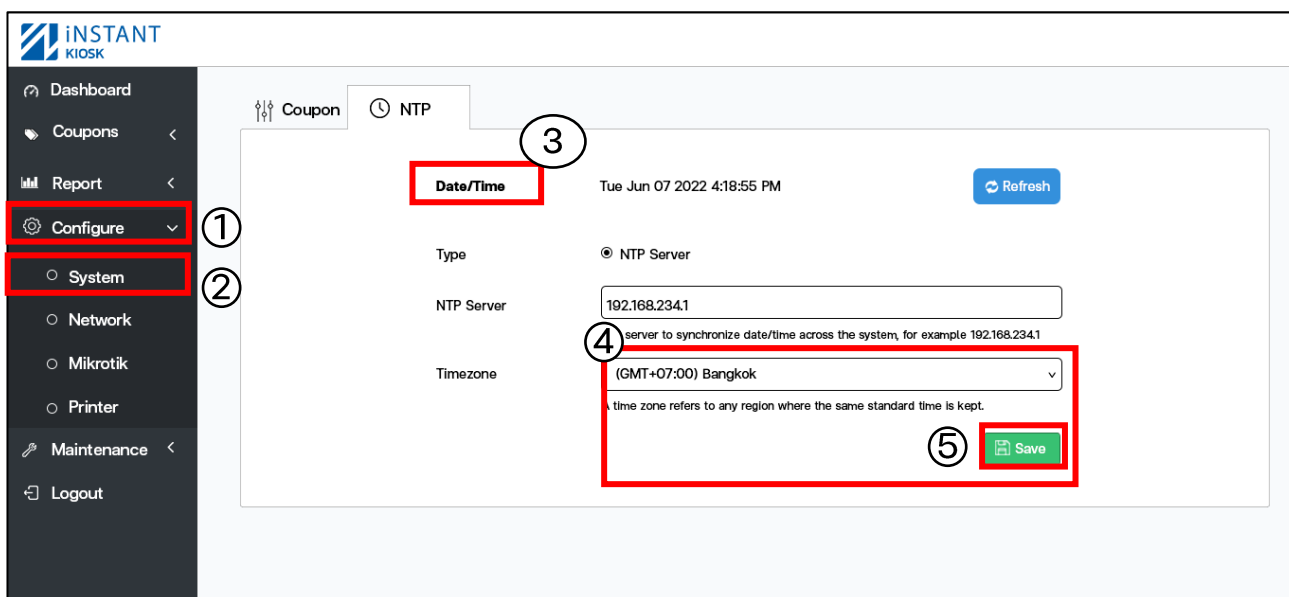 iNSTANT
KIOSK
Dashboard
Coupons
Report
Configure
System
Network
Mikrotik
Printer
Maintenance
Logout
①
②
Coupon
NTP
③
Date/Time
Tue Jun 07 2022 4:18:55 PM
Refresh
Type
NTP Server
NTP Server
192.168.234.1
④
server to synchronize date/time across the system, for example 192.168.234.1
Timezone
(GMT+07:00) Bangkok
A time zone refers to any region where the same standard time is kept.
⑤
Save